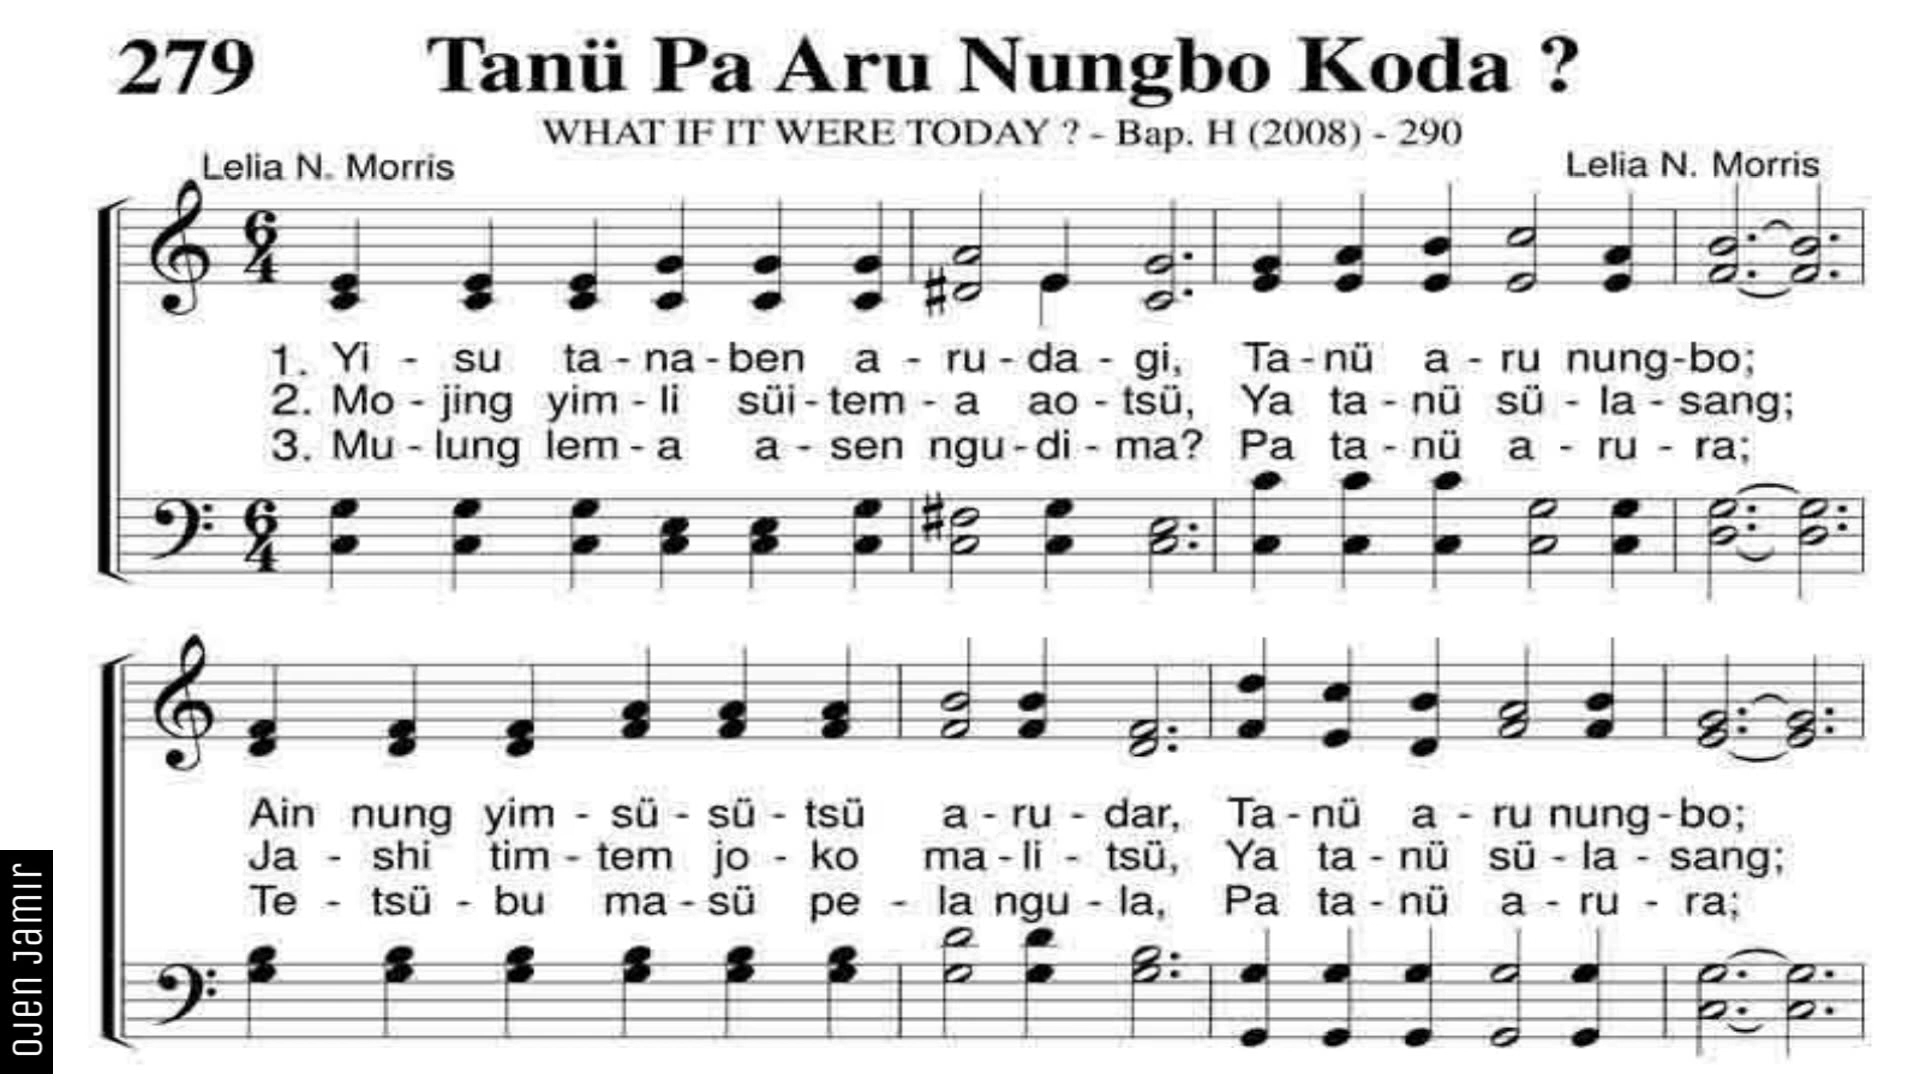 279 Tanü Pa Aru Nungbo Koda ?
WHAT IF IT WERE TODAY ? - Bap. H (2008) - 290
Lelia N. Morris Lelia N. Morris
6 4
1. Yi - su ta - na - ben a - ru - da - gi, Ta - nü a - ru nung - bo;
2. Mo - jing yim - li süi - tem - a ao - tsü, Ya ta - nü sü - la - sang;
3. Mu - lung lem - a a - sen ngu - di - ma? Pa ta - nü a - ru - ra;
6 4
Ain nung yim - sü - sü - tsü a - ru - dar, Ta - nü a - ru nung - bo;
Ja - shi tim - tem jo - ko ma - li - tsü, Ya ta - nü sü - la - sang;
Te - tsü - bu ma - sü pe - la ngu - la, Pa ta - nü a - ru - ra;
OJEN JAMIR